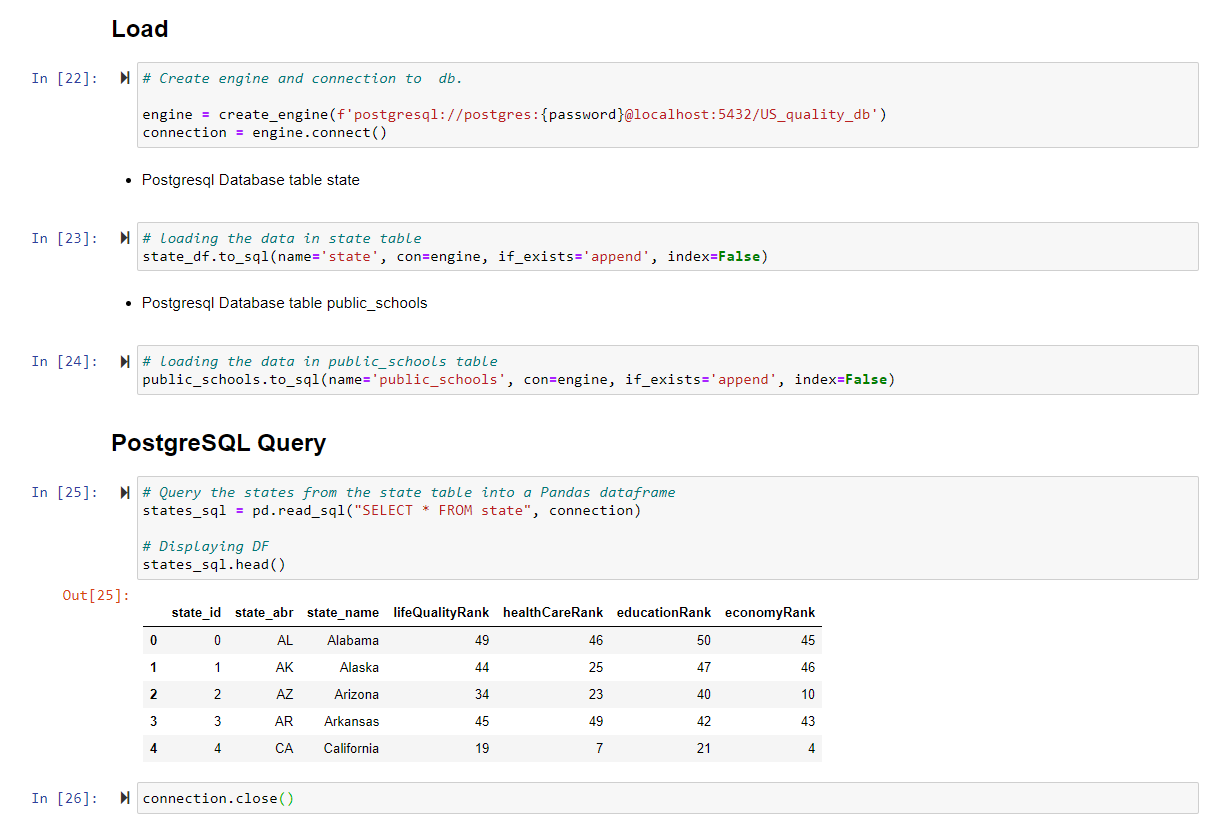 Load
In [22]:
# Create engine and connection to  db.
engine = create_engine(f'postgresql://postgres:{password}@localhost:5432/US_quality_db')
connection = engine.connect()
• Postgresql Database table state
In [23]:
# loading the data in state table
state_df.to_sql(name='state', con=engine, if_exists='append', index=False)
• Postgresql Database table public_schools
In [24]:
# loading the data in public_schools table
public_schools.to_sql(name='public_schools', con=engine, if_exists='append', index=False)
PostgreSQL Query
In [25]:
# Query the states from the state table into a Pandas dataframe
states_sql = pd.read_sql("SELECT * FROM state", connection)
# Displaying DF
states_sql.head()
Out[25]:
state_id state_abr state_name lifeQualityRank healthCareRank educationRank economyRank
0 0 AL Alabama 49 46 50 45
1 1 AK Alaska 44 25 47 46
2 2 AZ Arizona 34 23 40 10
3 3 AR Arkansas 45 49 42 43
4 4 CA California 19 7 21 4
In [26]:
connection.close()